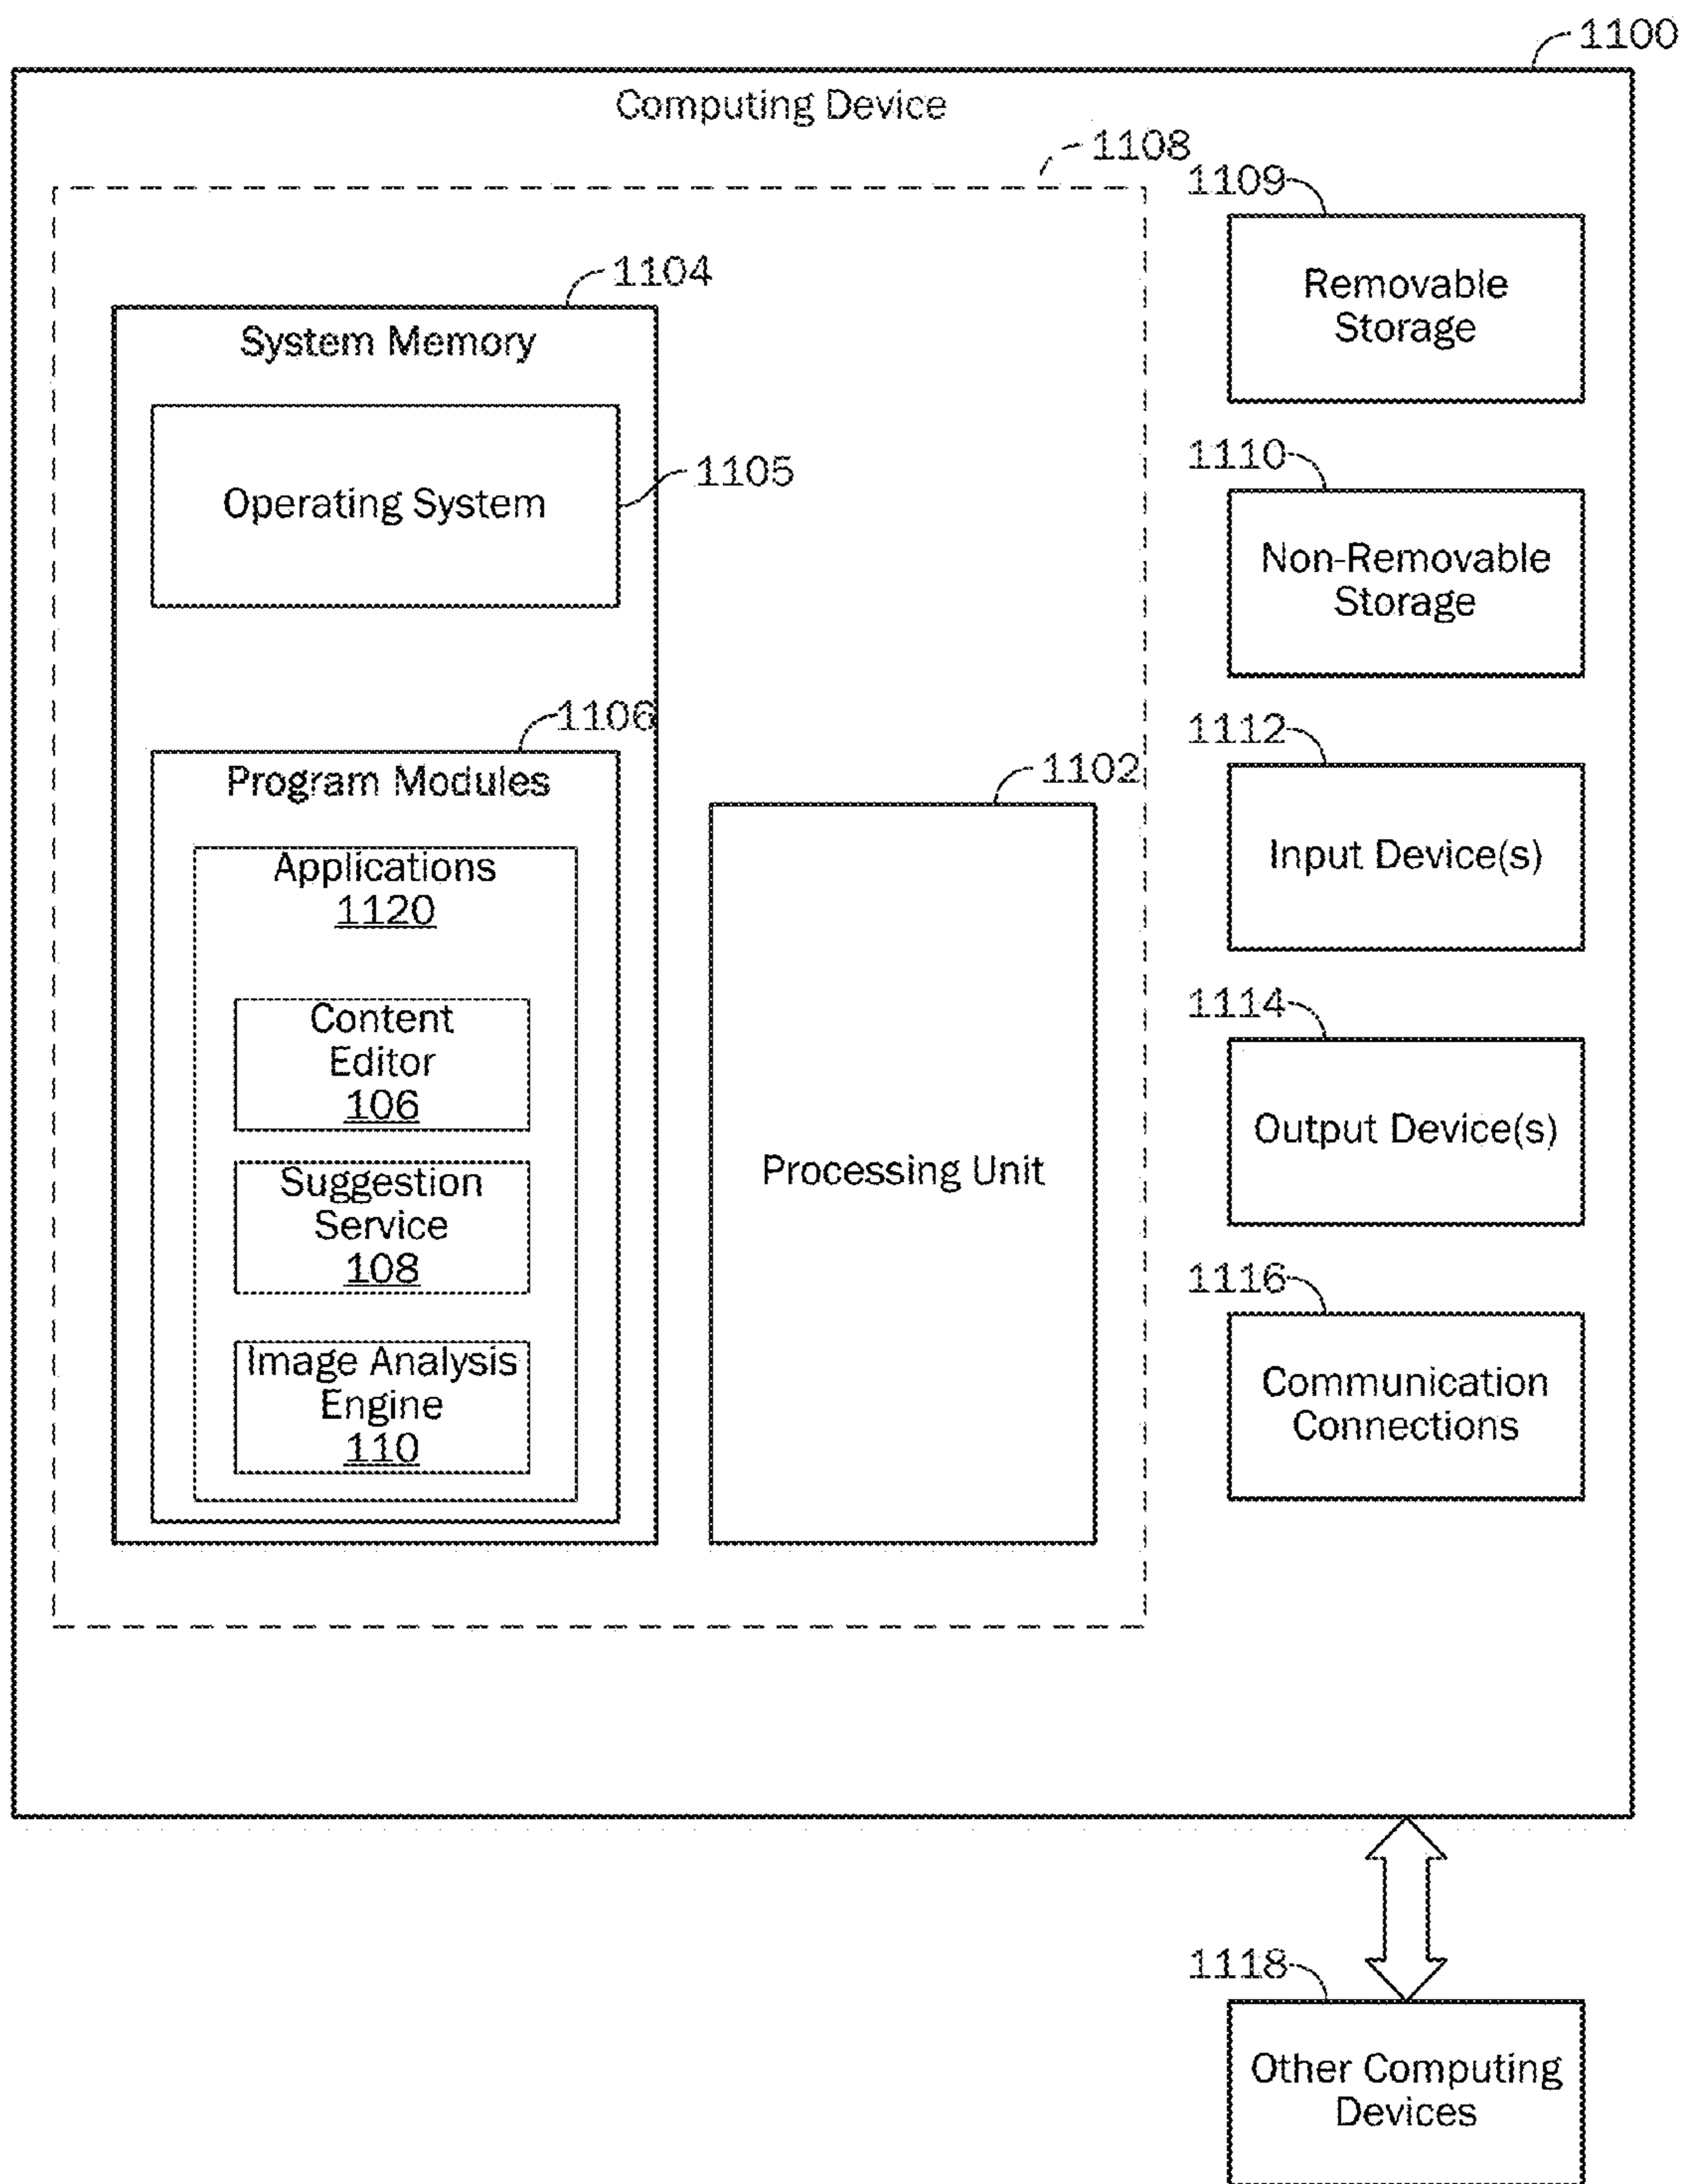 1100
Computing Device
1108
1109
Removable
Storage
1104
System Memory
Operating System
1105
1110
Non-Removable
Storage
1106
Program Modules
1102
1112
Input Device(s)
Applications
1120
Content
Editor
106
Suggestion
Service
108
Image Analysis
Engine
110
Processing Unit
1114
Output Device(s)
1116
Communication
Connections
1118
Other Computing
Devices